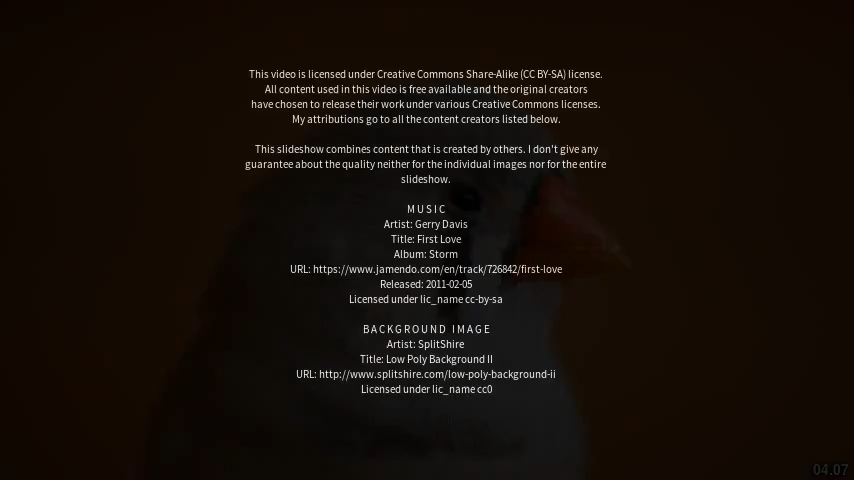 This video is licensed under Creative Commons Share-Alike (CC BY-SA) license.
All content used in this video is free available and the original creators
have chosen to release their work under various Creative Commons licenses.
My attributions go to all the content creators listed below.
This slideshow combines content that is created by others. I don't give any
guarantee about the quality neither for the individual images nor for the entire
slideshow.
MUSIC
Artist: Gerry Davis
Title: First Love
Album: Storm
URL: https://www.jamendo.com/en/track/726842/first-love
Released: 2011-02-05
Licensed under lic_name cc-by-sa
BACKGROUND IMAGE
Artist: SplitShire
Title: Low Poly Background II
URL: http://www.splitshire.com/low-poly-background-ii
Licensed under lic_name cc0
04.07